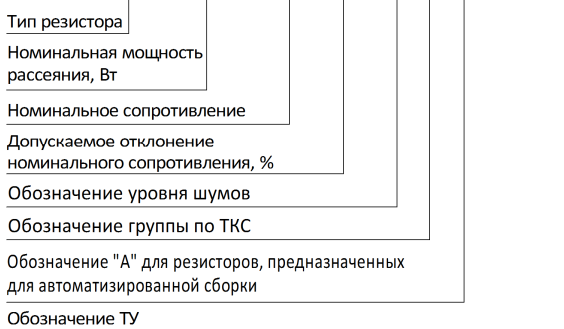 Тип резистора
Номинальная мощность
рассеяния, Вт
Номинальное сопротивление
Допускаемое отклонение
номинального сопротивления, %
Обозначение уровня шумов
Обозначение группы по ТКС
Обозначение "А" для резисторов, предназначенных
для автоматизированной сборки
Обозначение ТУ